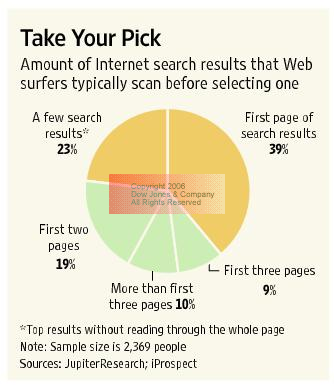 Take Your Pick
Amount of Internet search results that Web
surfers typically scan before selecting one
A few search
results*
23%
First page of
search results
39%
Copyright 2006
Dow Jones & Company
All Rights Reserved
First two
pages
19%
First three pages
9%
More than first
three pages 10%
*Top results without reading through the whole page
Note: Sample size is 2,369 people
Sources: JupiterResearch; iProspect